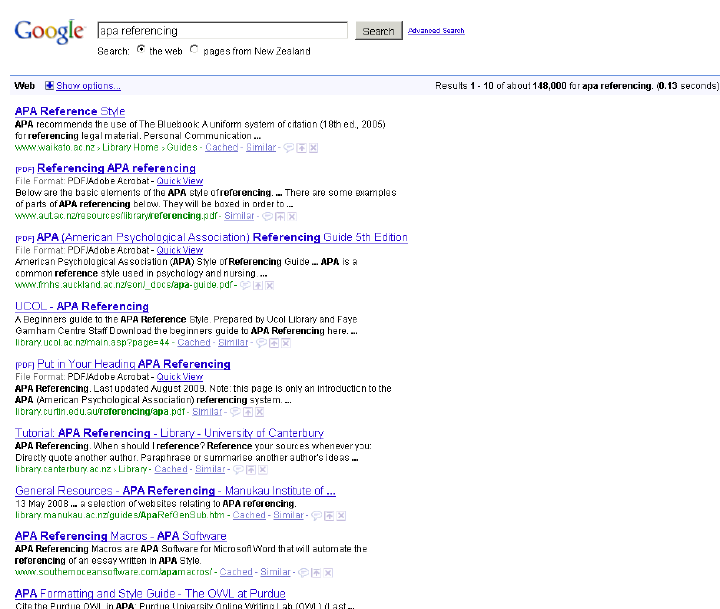 Google
apa referencing
Search
Advanced Search
Search: the web pages from New Zealand
Web Show options... Results 1 - 10 of about 148,000 for apa referencing. (0.13 seconds)
APA Reference Style
APA recommends the use of The Bluebook: A uniform system of citation (18th ed., 2005)
for referencing legal material. Personal Communication ...
www.waikato.ac.nz › Library Home › Guides - Cached - Similar -
[PDF] Referencing APA referencing
File Format: PDF/Adobe Acrobat - Quick View
Below are the basic elements of the APA style of referencing. ... There are some examples
of parts of APA referencing below. They will be boxed in order to ...
www.aut.ac.nz/resources/library/referencing.pdf - Similar -
[PDF] APA (American Psychological Association) Referencing Guide 5th Edition
File Format: PDF/Adobe Acrobat - Quick View
American Psychological Association (APA) Style of Referencing Guide ... APA is a
common reference style used in psychology and nursing. ...
www.fmhs.auckland.ac.nz/son/_docs/apa-guide.pdf -
UCOL - APA Referencing
A Beginners guide to the APA Reference Style. Prepared by Ucol Library and Faye
Garnham Centre Staff Download the beginners guide to APA Referencing here. ...
library.ucol.ac.nz/main.asp?page=44 - Cached - Similar -
[PDF] Put in Your Heading APA Referencing
File Format: PDF/Adobe Acrobat - Quick View
APA Referencing. Last updated August 2009. Note: this page is only an introduction to the
APA (American Psychological Association) referencing system. ...
library.curtin.edu.au/referencing/apa.pdf - Similar -
Tutorial: APA Referencing - Library - University of Canterbury
APA Referencing. When should I reference? Reference your sources whenever you:
Directly quote another author. Paraphrase or summarise another author's ideas ...
library.canterbury.ac.nz › Library - Cached - Similar -
General Resources - APA Referencing - Manukau Institute of ...
13 May 2008 ... a selection of websites relating to APA referencing.
library.manukau.ac.nz/guides/ApaRefGenBub.htm - Cached - Similar -
APA Referencing Macros - APA Software
APA Referencing Macros are APA Software for Microsoft Word that will automate the
referencing of an essay written in APA Style.
www.southernoceansoftware.com/apamacros/ - Cached - Similar -
APA Formatting and Style Guide - The OWL at Purdue
Cite the Purdue OWL in APA: Purdue University Online Writing Lab (OWL) (Last ...